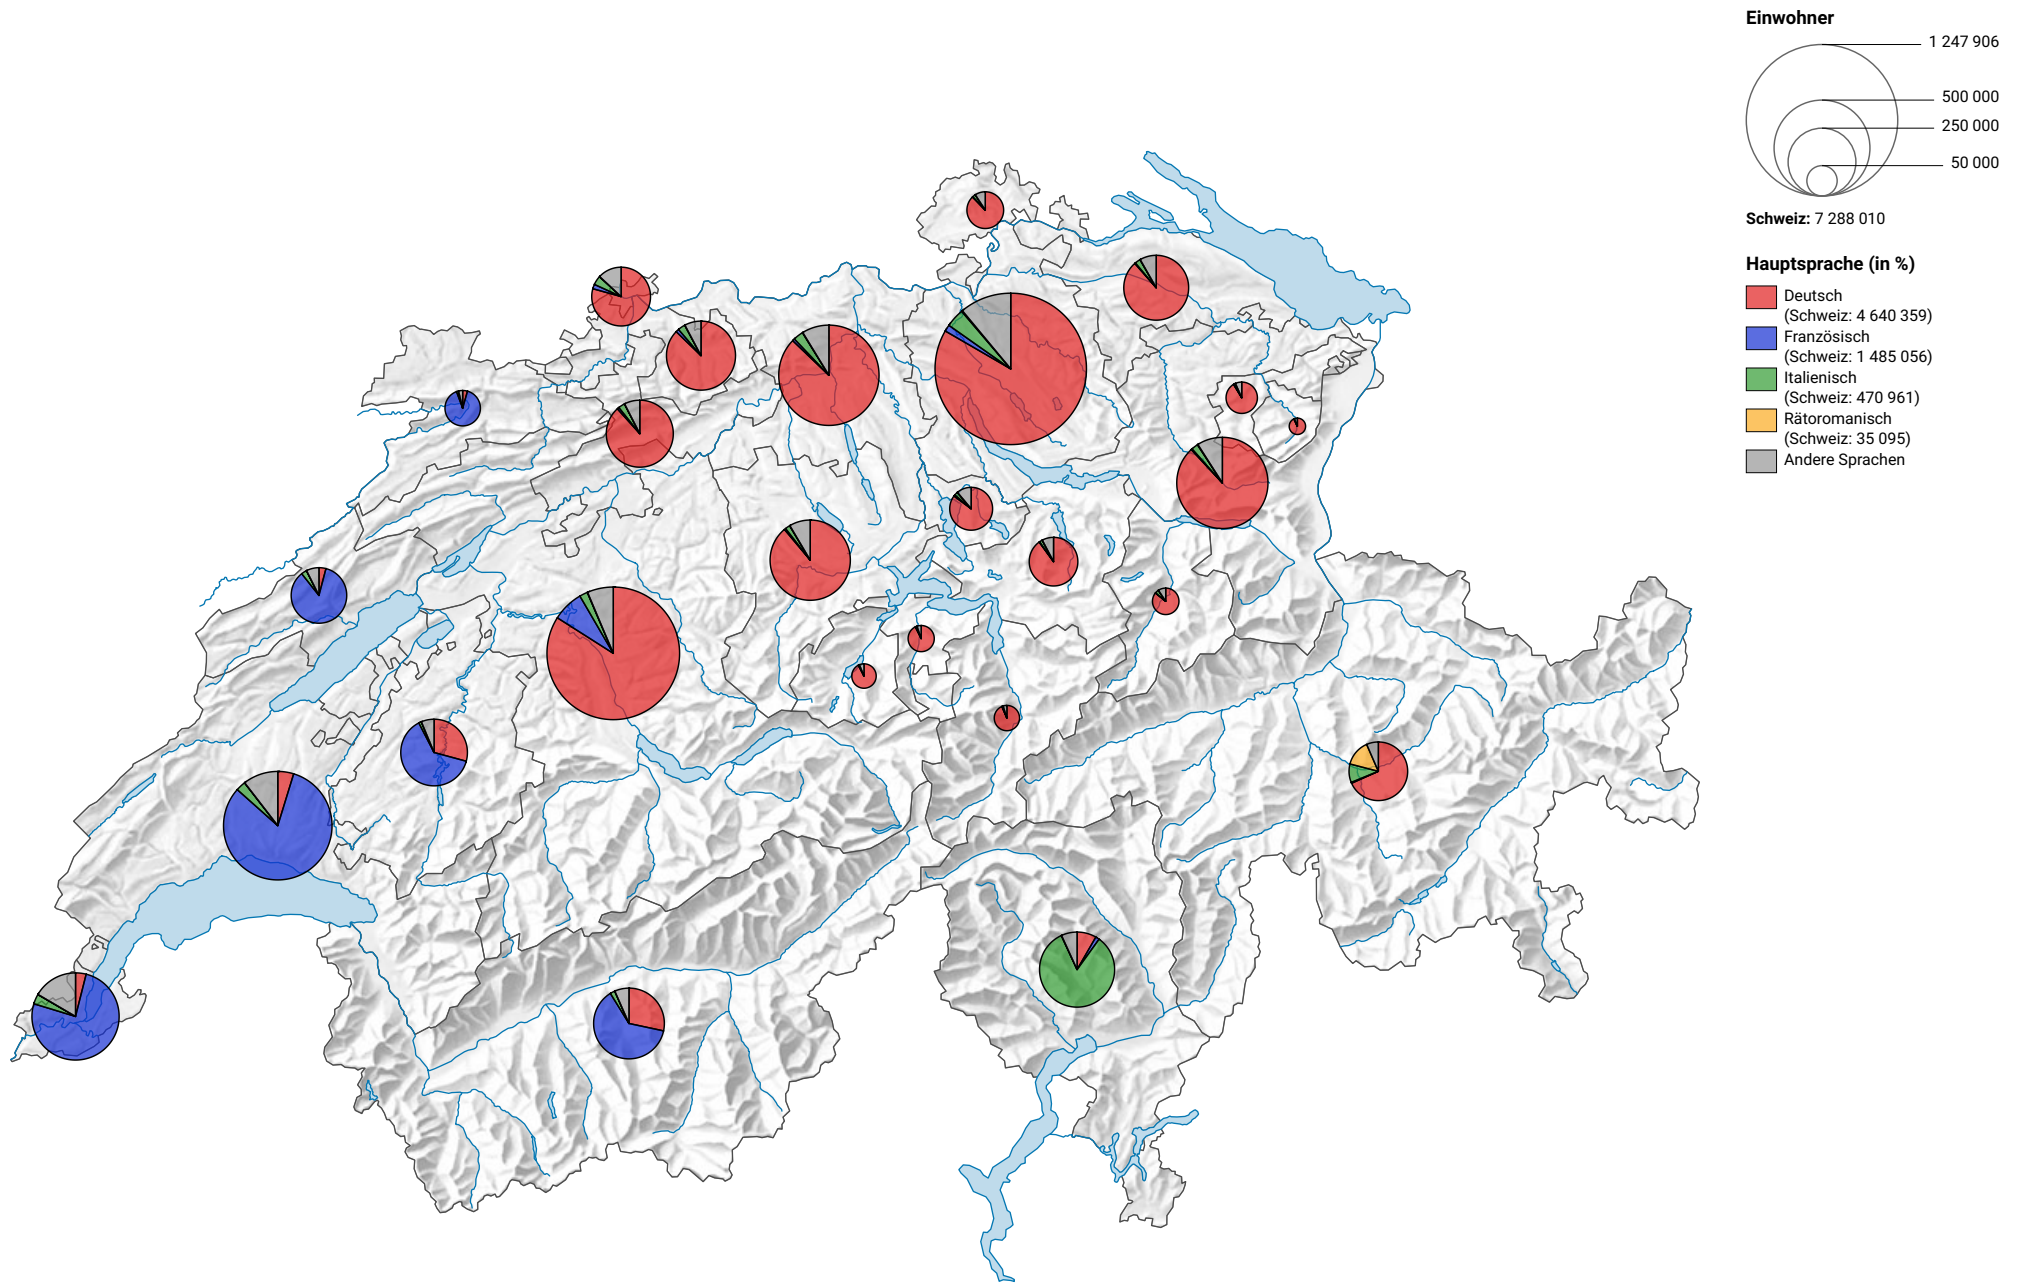 Einwohner
1 247 906
500 000
250 000
50 000
Schweiz: 7 288 010
Hauptsprache (in %)
Deutsch
(Schweiz: 4 640 359)
Französisch
(Schweiz: 1 485 056)
Italienisch
(Schweiz: 470 961)
Rätoromanisch
(Schweiz: 35 095)
Andere Sprachen